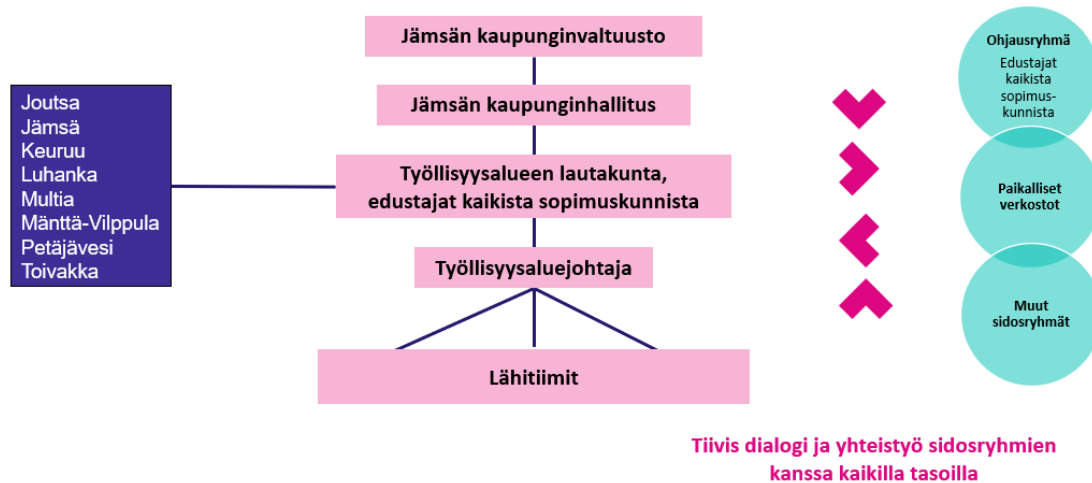 Jämsän kaupunginvaltuusto
Jämsän kaupunginhallitus
Joutsa
Jämsä
Keuruu
Luhanka
Multia
Mänttä-Vilppula
Petäjävesi
Toivakka
Työllisyysalueen lautakunta,
edustajat kaikista sopimuskunnista
Työllisyysaluejohtaja
Lähitiimit
Ohjausryhmä
Edustajat
kaikista
sopimus-
kunnista
Paikalliset
verkostot
Muut
sidosryhmät
Tiivis dialogi ja yhteistyö sidosryhmien
kanssa kaikilla tasoilla